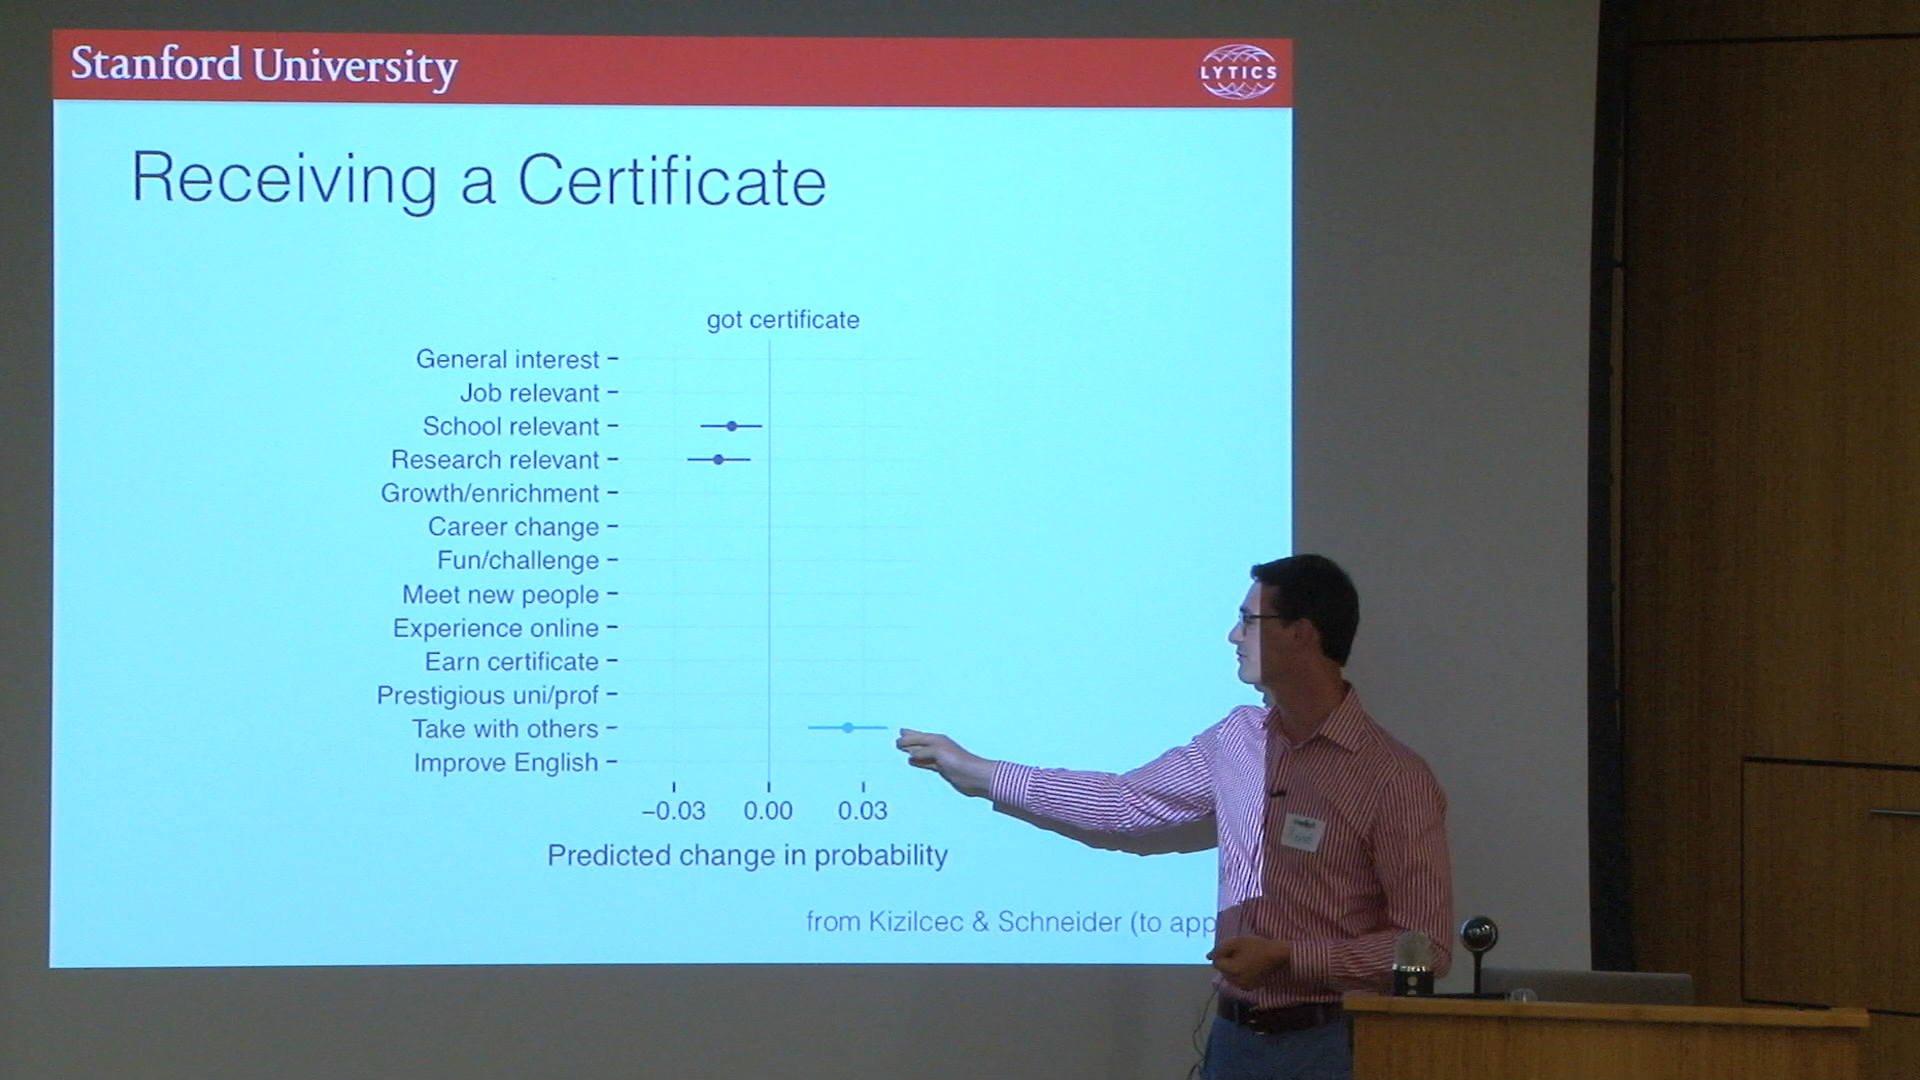 Stanford University
LYTICS
Receiving a Certificate
got certificate
General interest
Job relevant
School relevant
Research relevant
Growth/enrichment
Career change
Fun/challenge
Meet new people
Experience online
Earn certificate
Prestigious uni/prof
Take with others
Improve English
−0.03 0.00 0.03
Predicted change in probability
from Kizilcec & Schneider (to app